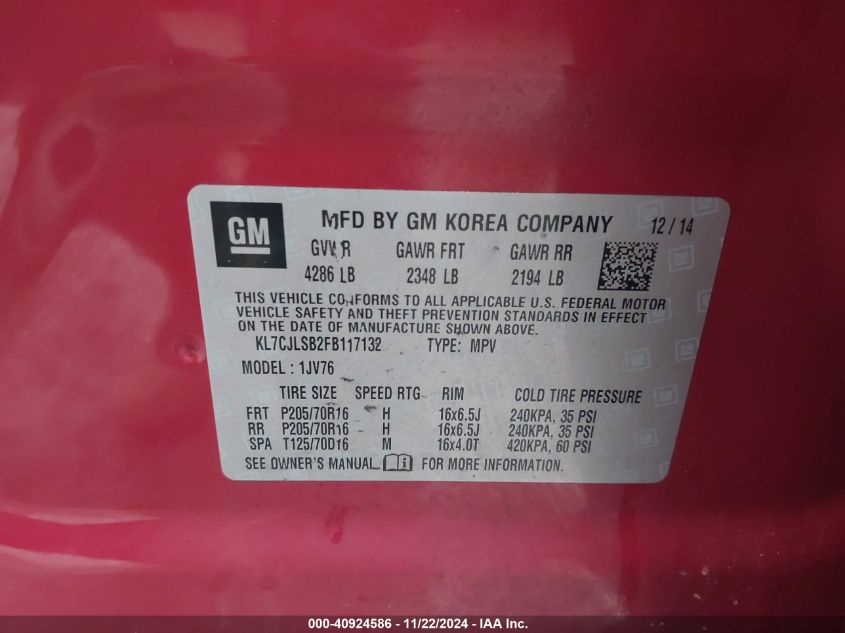 GM MFD BY GM KOREA COMPANY 12/14
GVWR GAWR FRT GAWR RR
4286 LB 2348 LB 2194 LB
THIS VEHICLE CONFORMS TO ALL APPLICABLE U.S. FEDERAL MOTOR
VEHICLE SAFETY AND THEFT PREVENTION STANDARDS IN EFFECT
ON THE DATE OF MANUFACTURE SHOWN ABOVE.
KL7CJLSB2FB117132 TYPE: MPV
MODEL : 1JV76
TIRE SIZE SPEED RTG RIM COLD TIRE PRESSURE
FRT P205/70R16 H 16x6.5J 240KPA, 35 PSI
RR P205/70R16 H 16x6.5J 240KPA, 35 PSI
SPA T125/70D16 M 16x4.0T 420KPA, 60 PSI
SEE OWNER'S MANUAL FOR MORE INFORMATION.
000-40924586 - 11/22/2024 - IAA Inc.